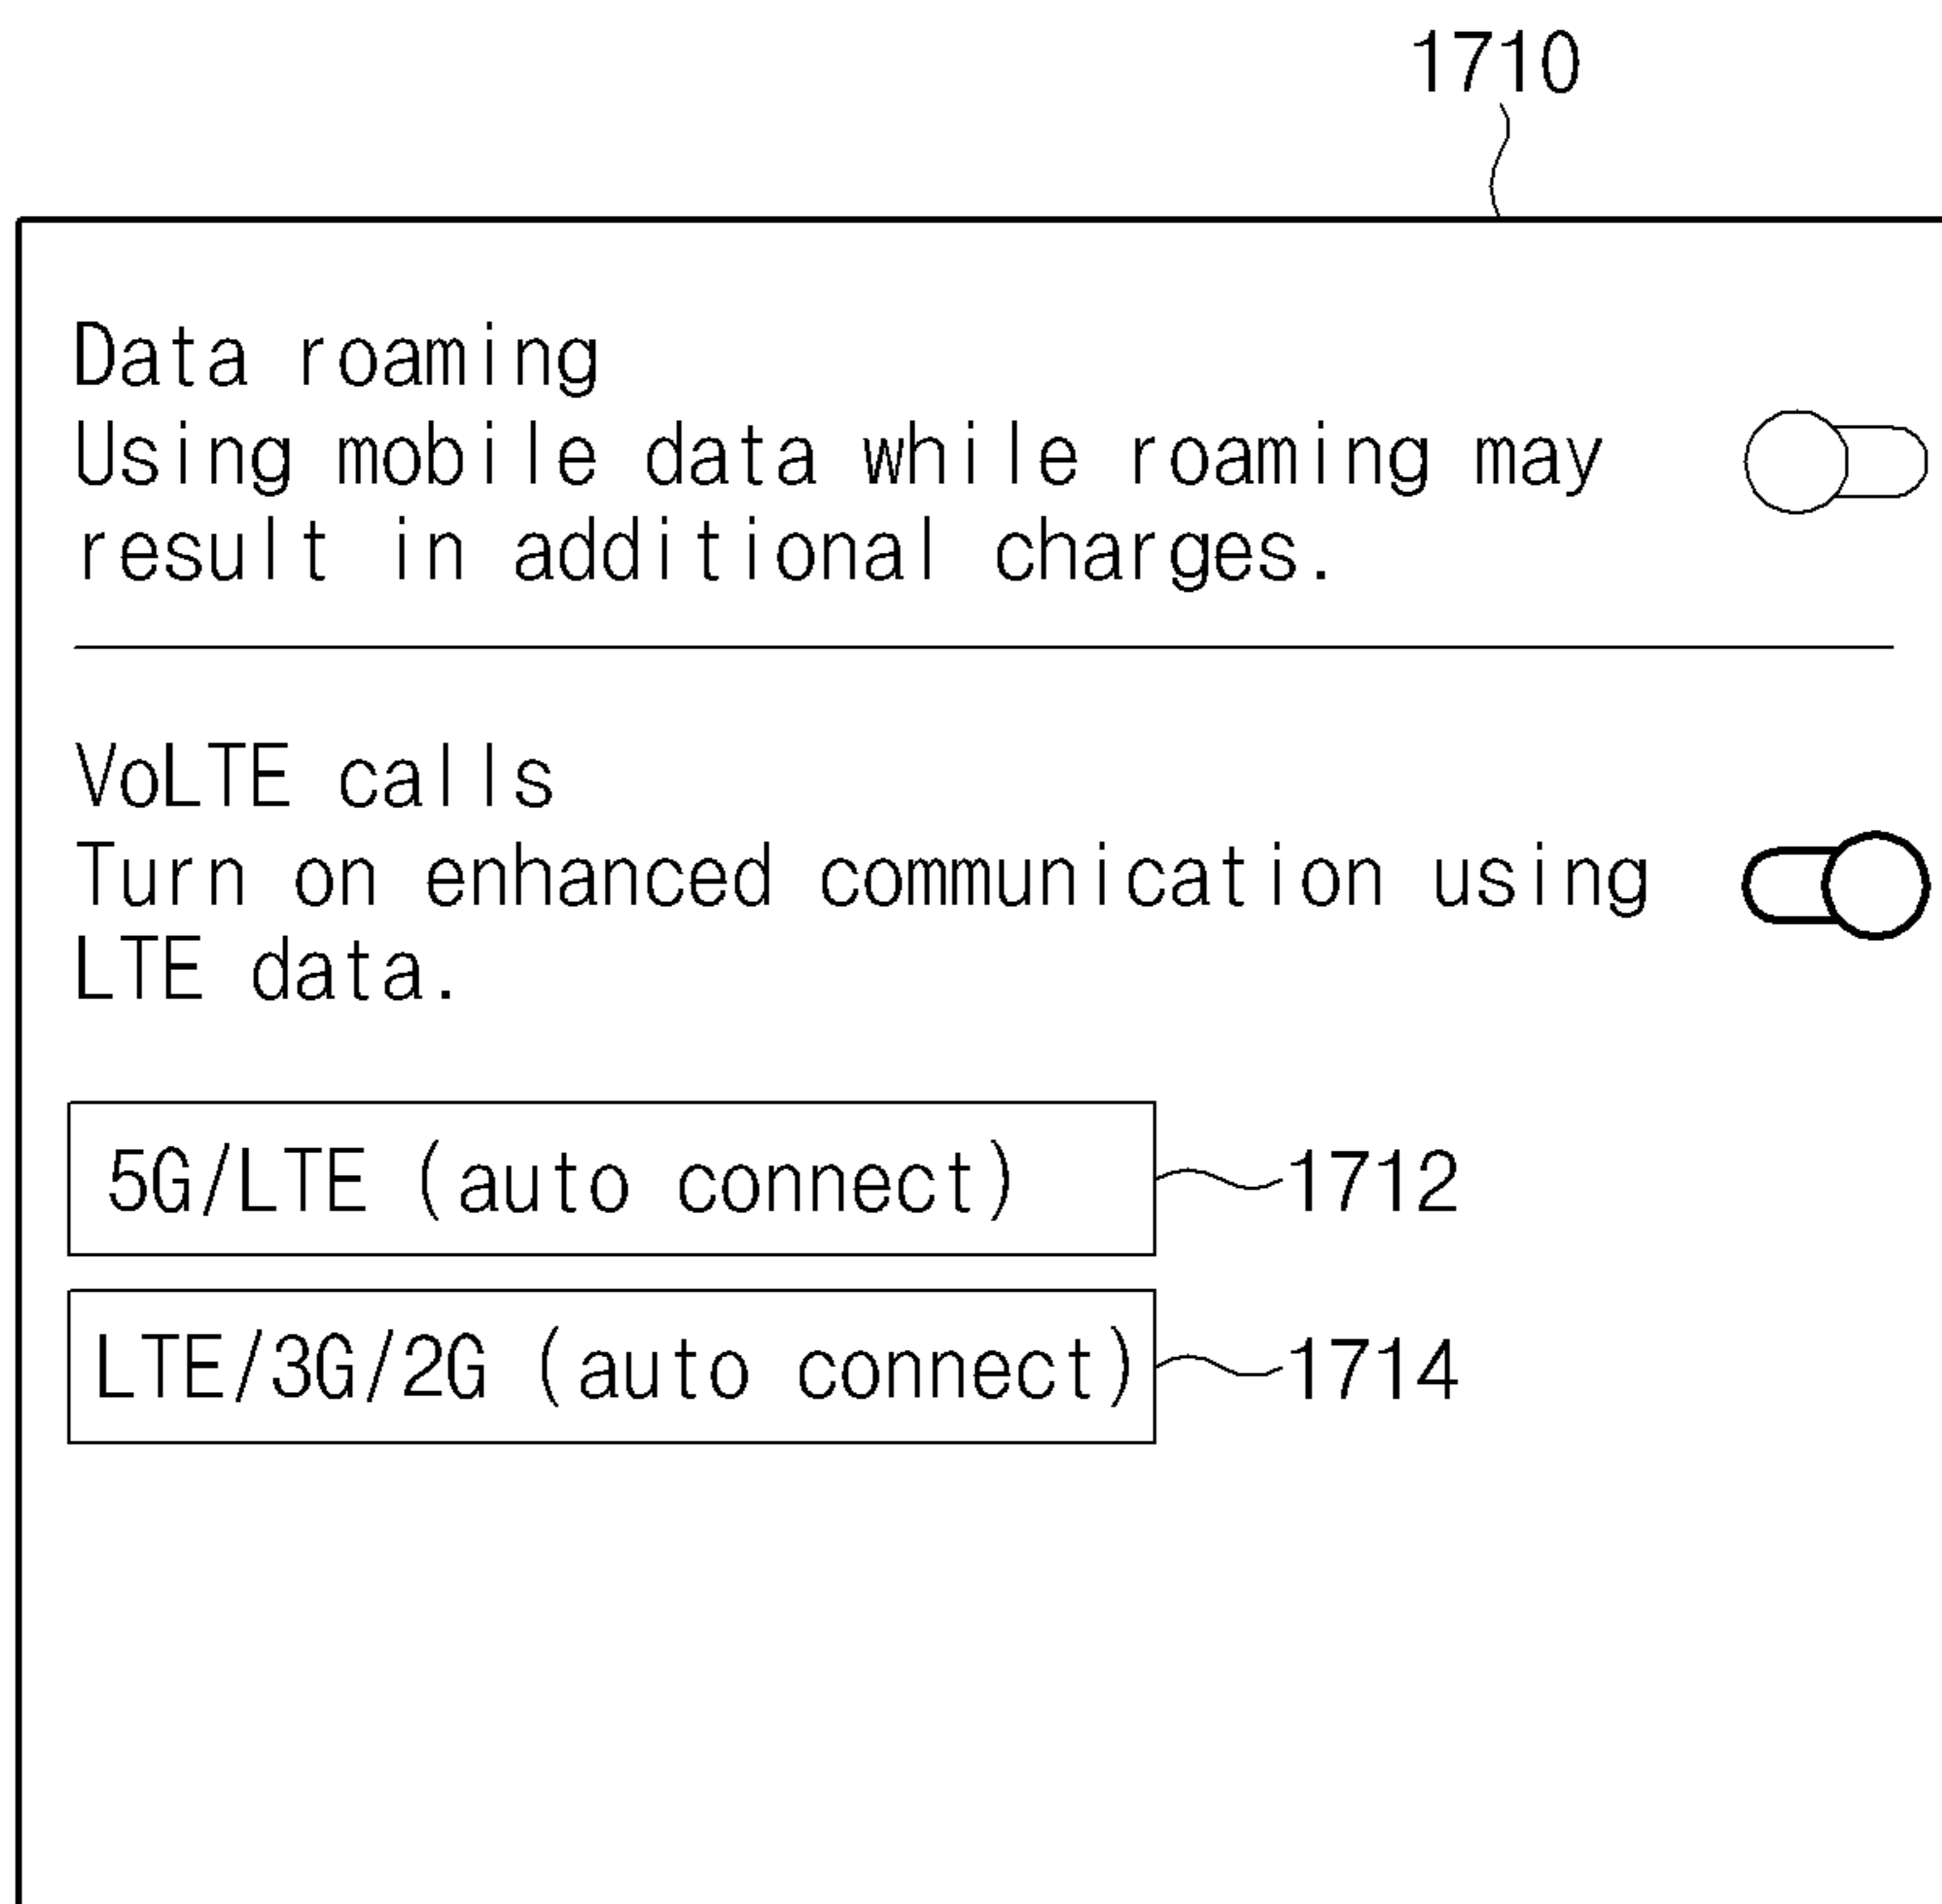 1710
Data roaming
Using mobile data while roaming may
result in additional charges.
VoLTE calls
Turn on enhanced communication using
LTE data.
5G/LTE (auto connect)
1712
LTE/3G/2G (auto connect)
1714